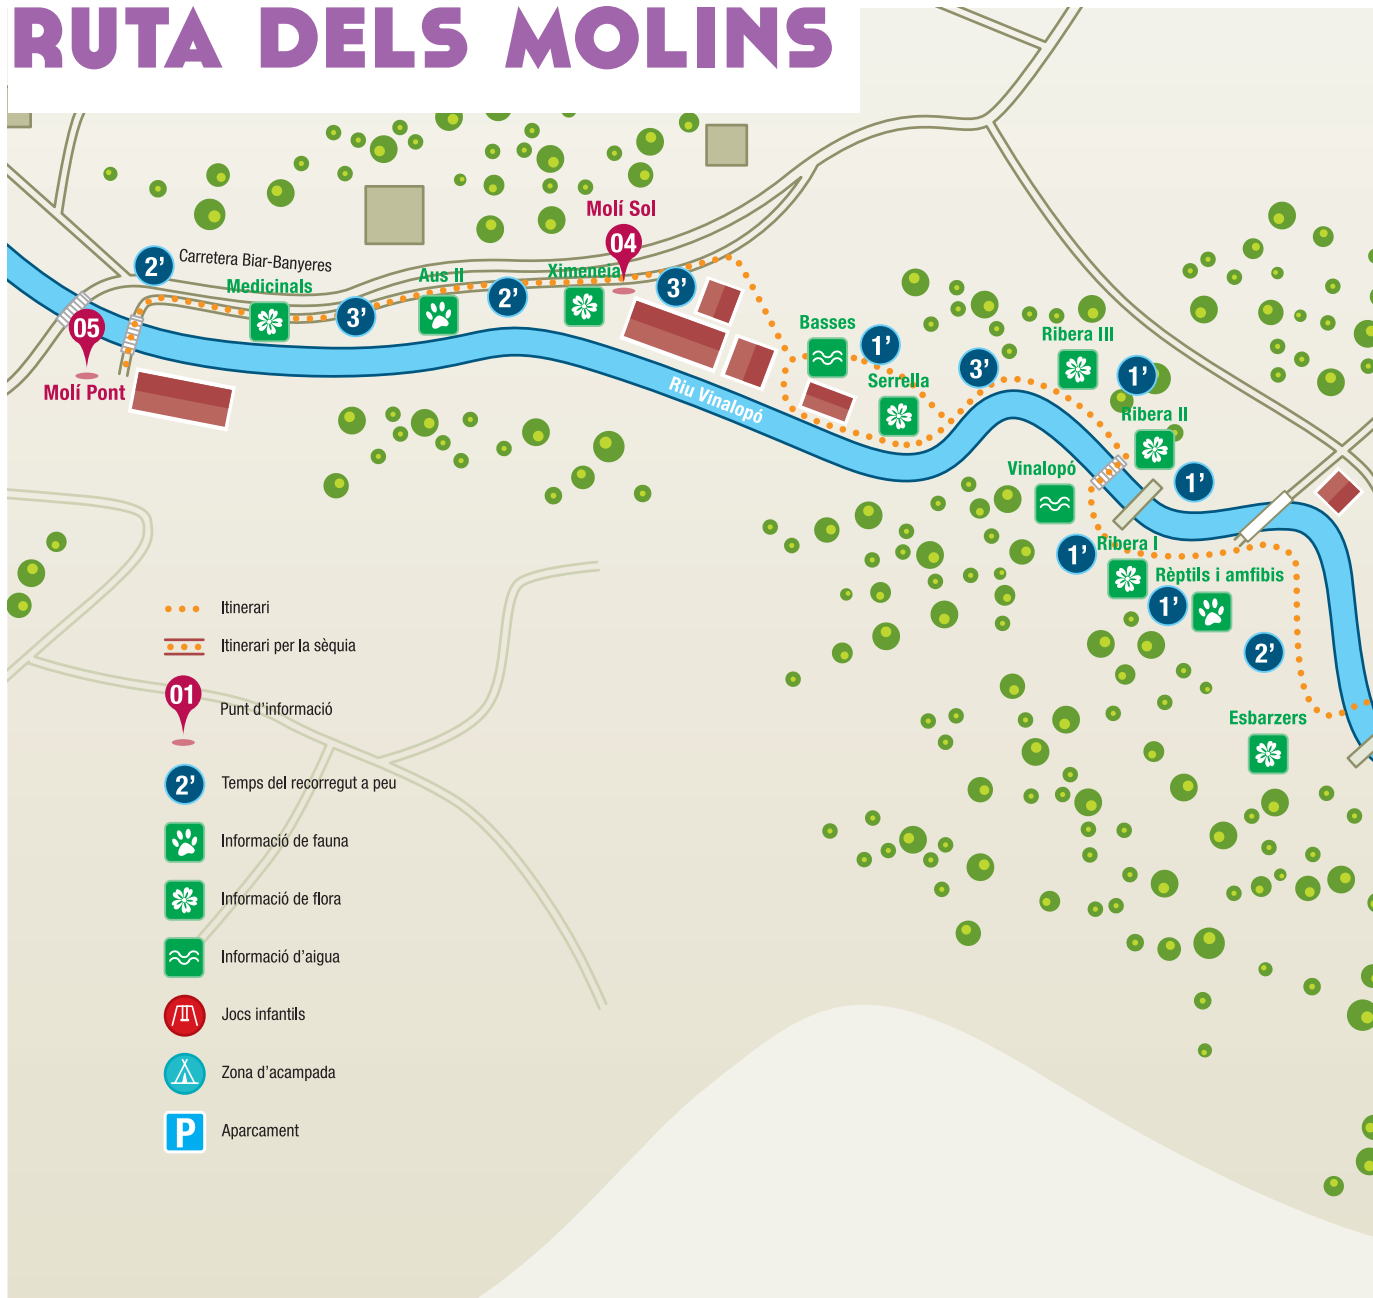 RUTA DELS MOLINS
Molí Sol
04
2’
Carretera Biar-Banyeres
Medicinals
Aus II
Ximeneia
3’
2’
3’
05
Molí Pont
Basses
1’
Serrella
3’
Ribera III
1’
Ribera II
Riu Vinalopó
Vinalopó
1’
1’
Ribera I
Rèptils i amfibis
1’
2’
Esbarzers
Itinerari
Itinerari per la sèquia
01
Punt d’informació
2’
Temps del recorregut a peu
Informació de fauna
Informació de flora
Informació d’aigua
Jocs infantils
Zona d’acampada
P
Aparcament